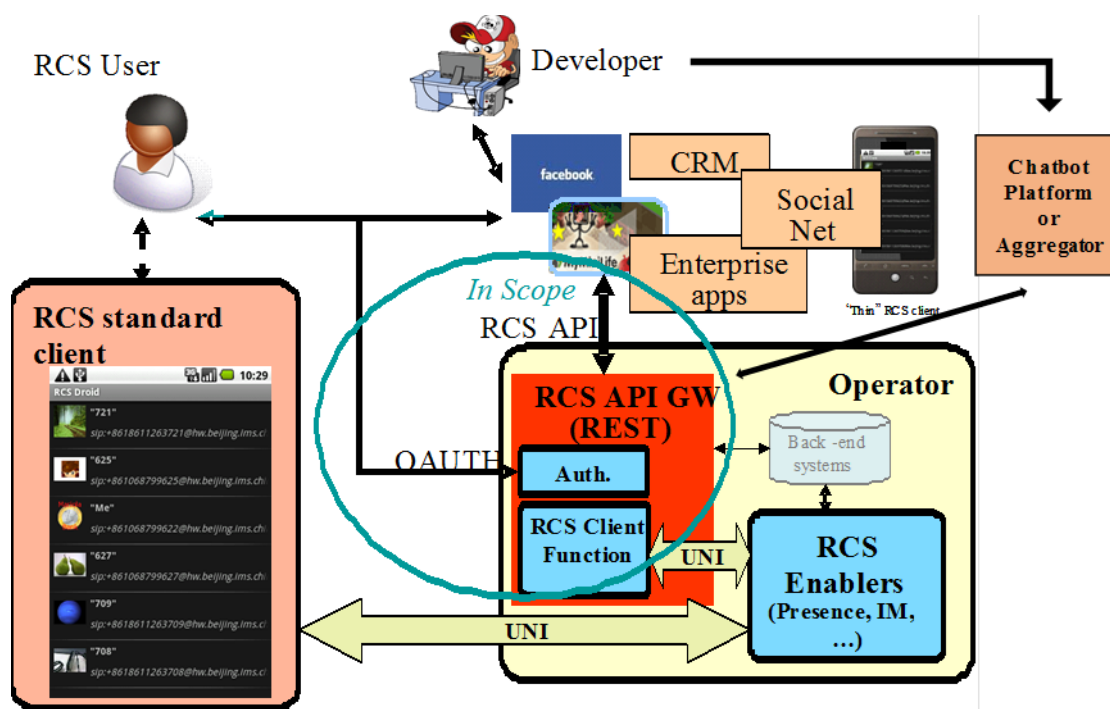 RCS User
Developer
facebook
CRM
Social
Net
Enterprise
apps
"Thin" RCS client
Chatbot
Platform
or
Aggregator
In Scope
RCS API
RCS standard
client
10:29
RCS Droid
"721"
sip:+8618611263721@hw.beijing.ims.cl
"625"
sip:+861068799625@hw.beijing.ims.chi
"Me"
sip:+861068799622@hw.beijing.ims.chi
"627"
sip:+861068799627@hw.beijing.ims.chi
"709"
sip:+8618611263709@hw.beijing.ims.cl
"708"
sip:+8618611263708@hw.beijing.ims.cl
Operator
RCS API GW
(REST)
OAUTH
Auth.
RCS Client
Function
UNI
Back -end
systems
RCS
Enablers
(Presence, IM,
…)
UNI